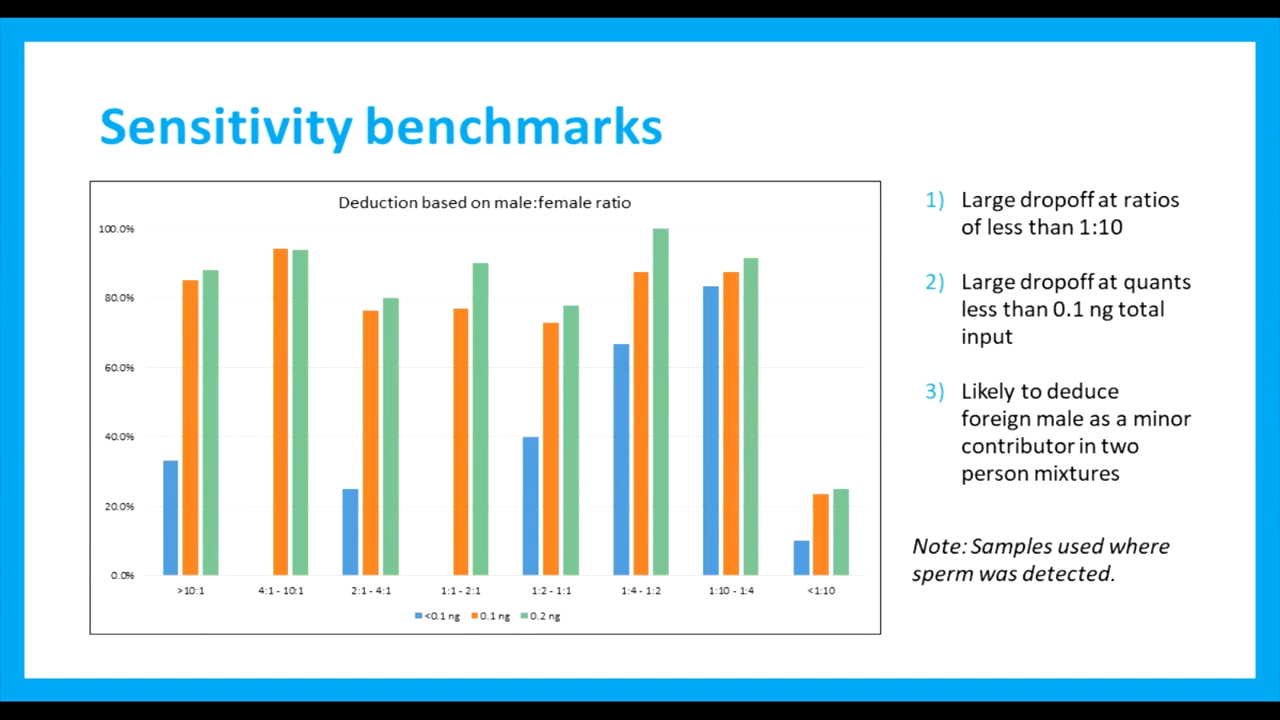 Sensitivity benchmarks
Deduction based on male:female ratio
100.0%
80.0%
60.0%
40.0%
20.0%
0.0%
>10:1 4:1 - 10:1 2:1 - 4:1 1:1 - 2:1 1:2 - 1:1 1:4 - 1:2 1:10 - 1:4 <1:10
<0.1 ng 0.1 ng 0.2 ng
1) Large dropoff at ratios
of less than 1:10
2) Large dropoff at quants
less than 0.1 ng total
input
3) Likely to deduce
foreign male as a minor
contributor in two
person mixtures
Note: Samples used where
sperm was detected.